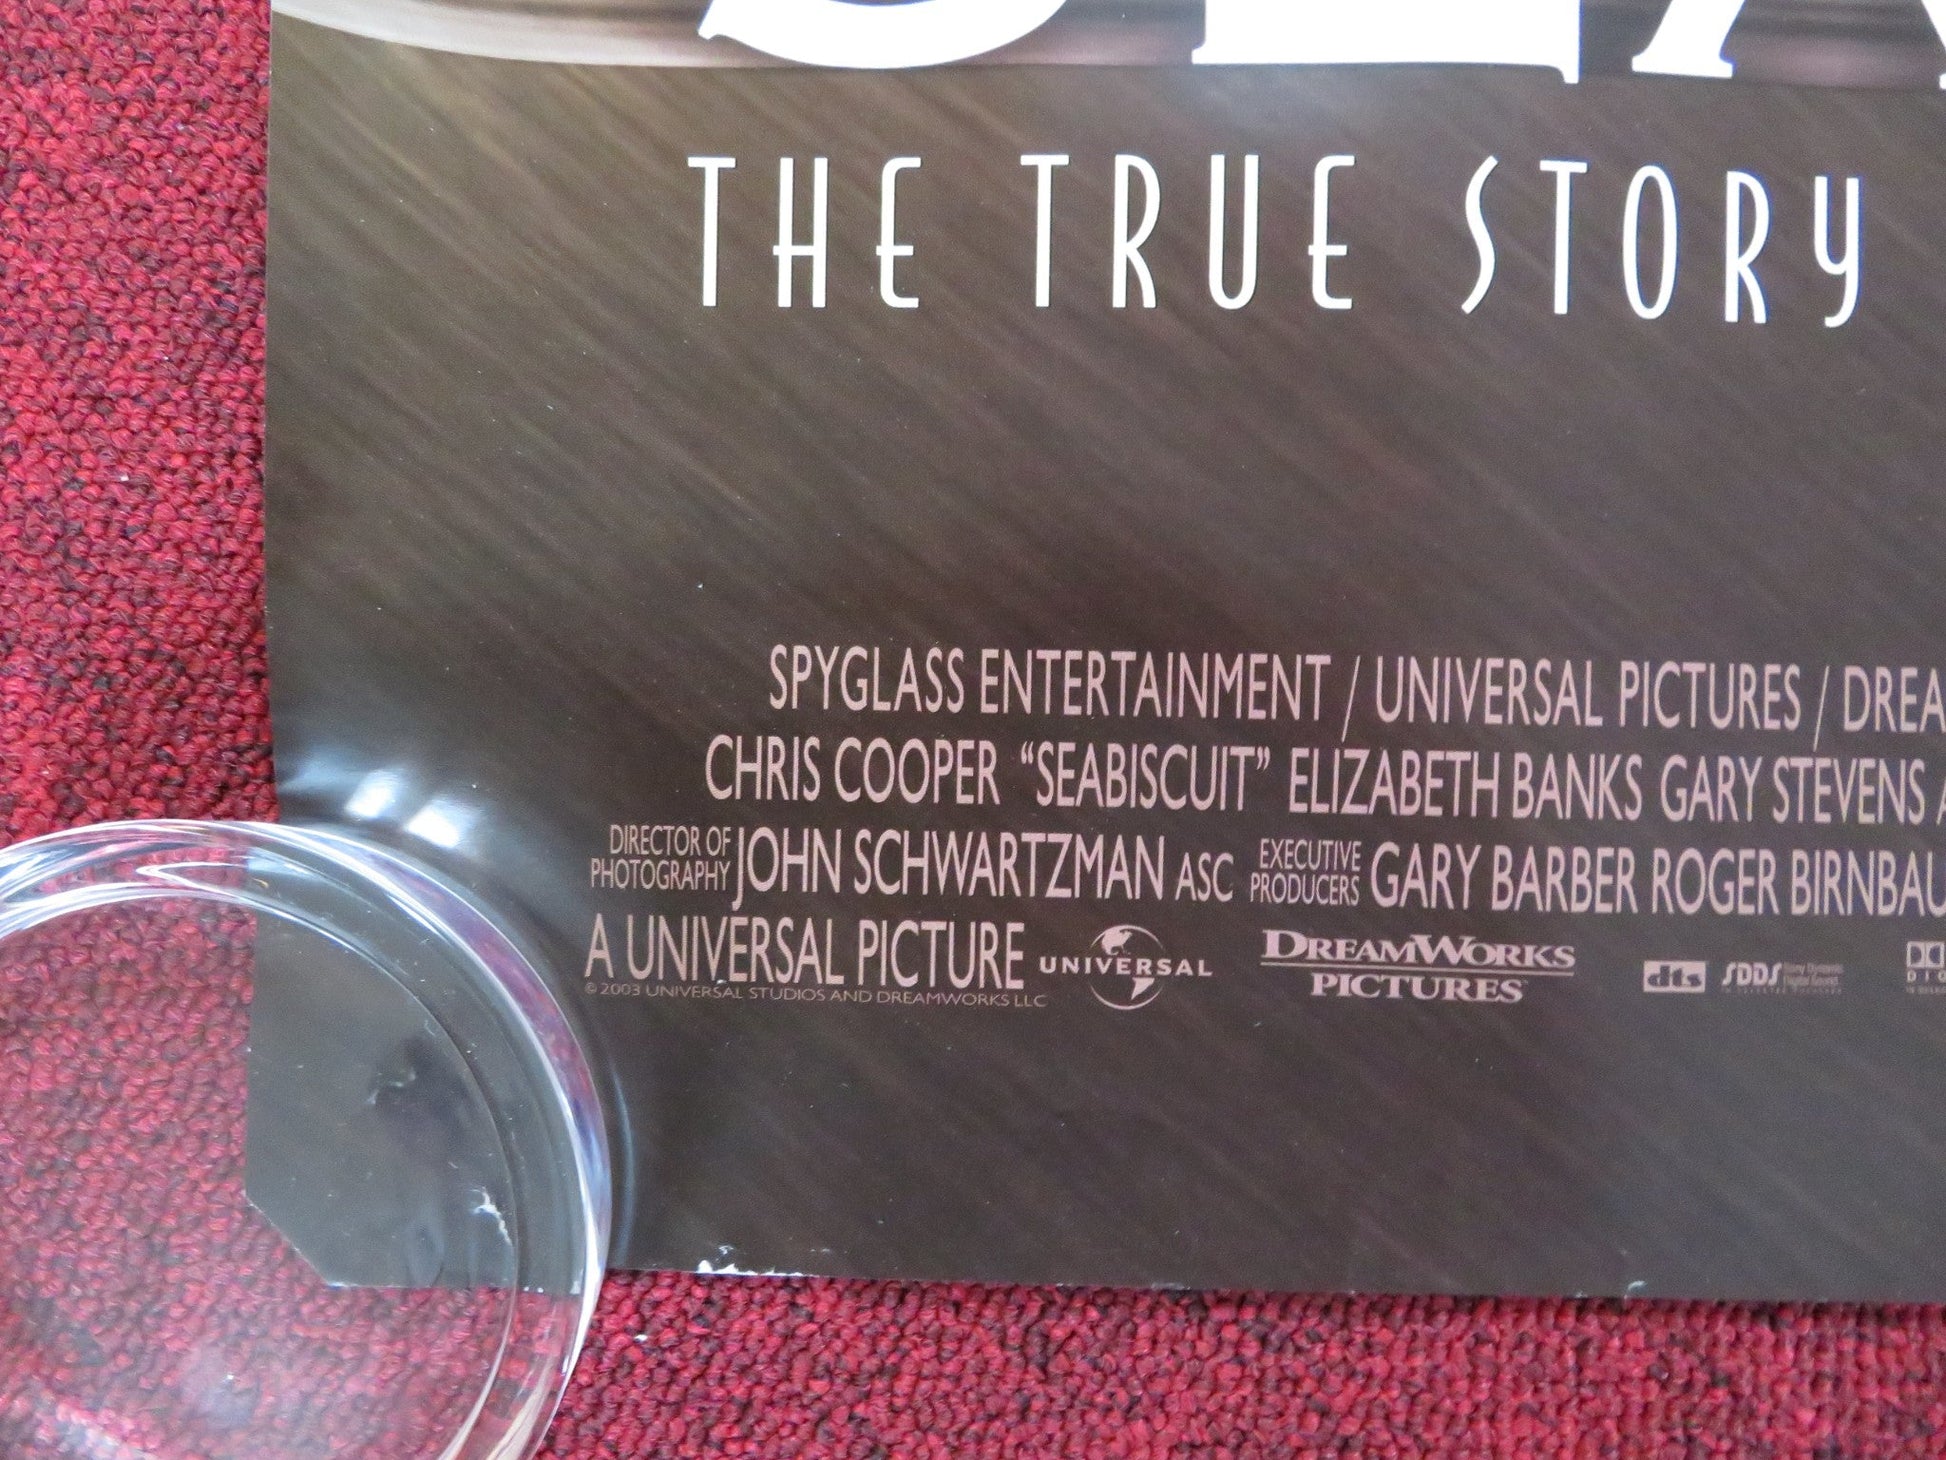 SEA
THE TRUE STORY
SPYGLASS ENTERTAINMENT / UNIVERSAL PICTURES / DREA
CHRIS COOPER “SEABISCUIT” ELIZABETH BANKS GARY STEVENS
DIRECTOR OF PHOTOGRAPHY JOHN SCHWARTZMAN ASC EXECUTIVE PRODUCERS GARY BARBER ROGER BIRNBAU
A UNIVERSAL PICTURE UNIVERSAL DREAMWORKS PICTURES dts SDDS
© 2003 UNIVERSAL STUDIOS AND DREAMWORKS LLC